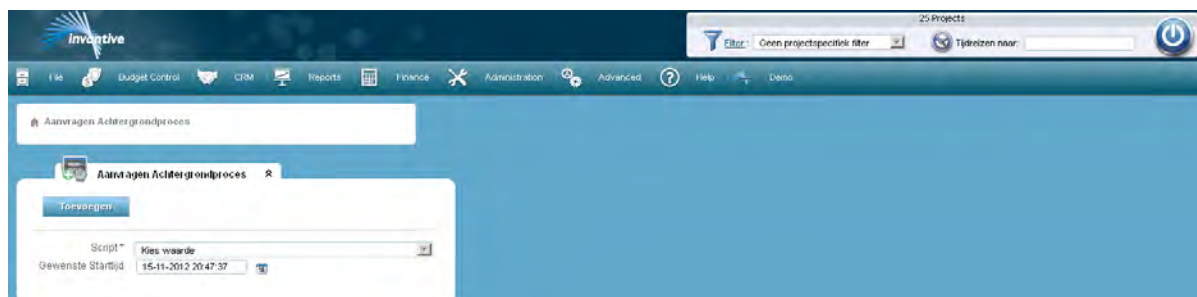 25 Projects
invantive
Filter: Geen projectspecifiek filter
Tijdreizen naar:
File Budget Control CRM Reports Finance Administration Advanced Help Demo
Aanvragen Achtergrondproces
Aanvragen Achtergrondproces
Toevoegen
Script * Kies waarde
Gewenste Starttijd 15-11-2012 20:47:37